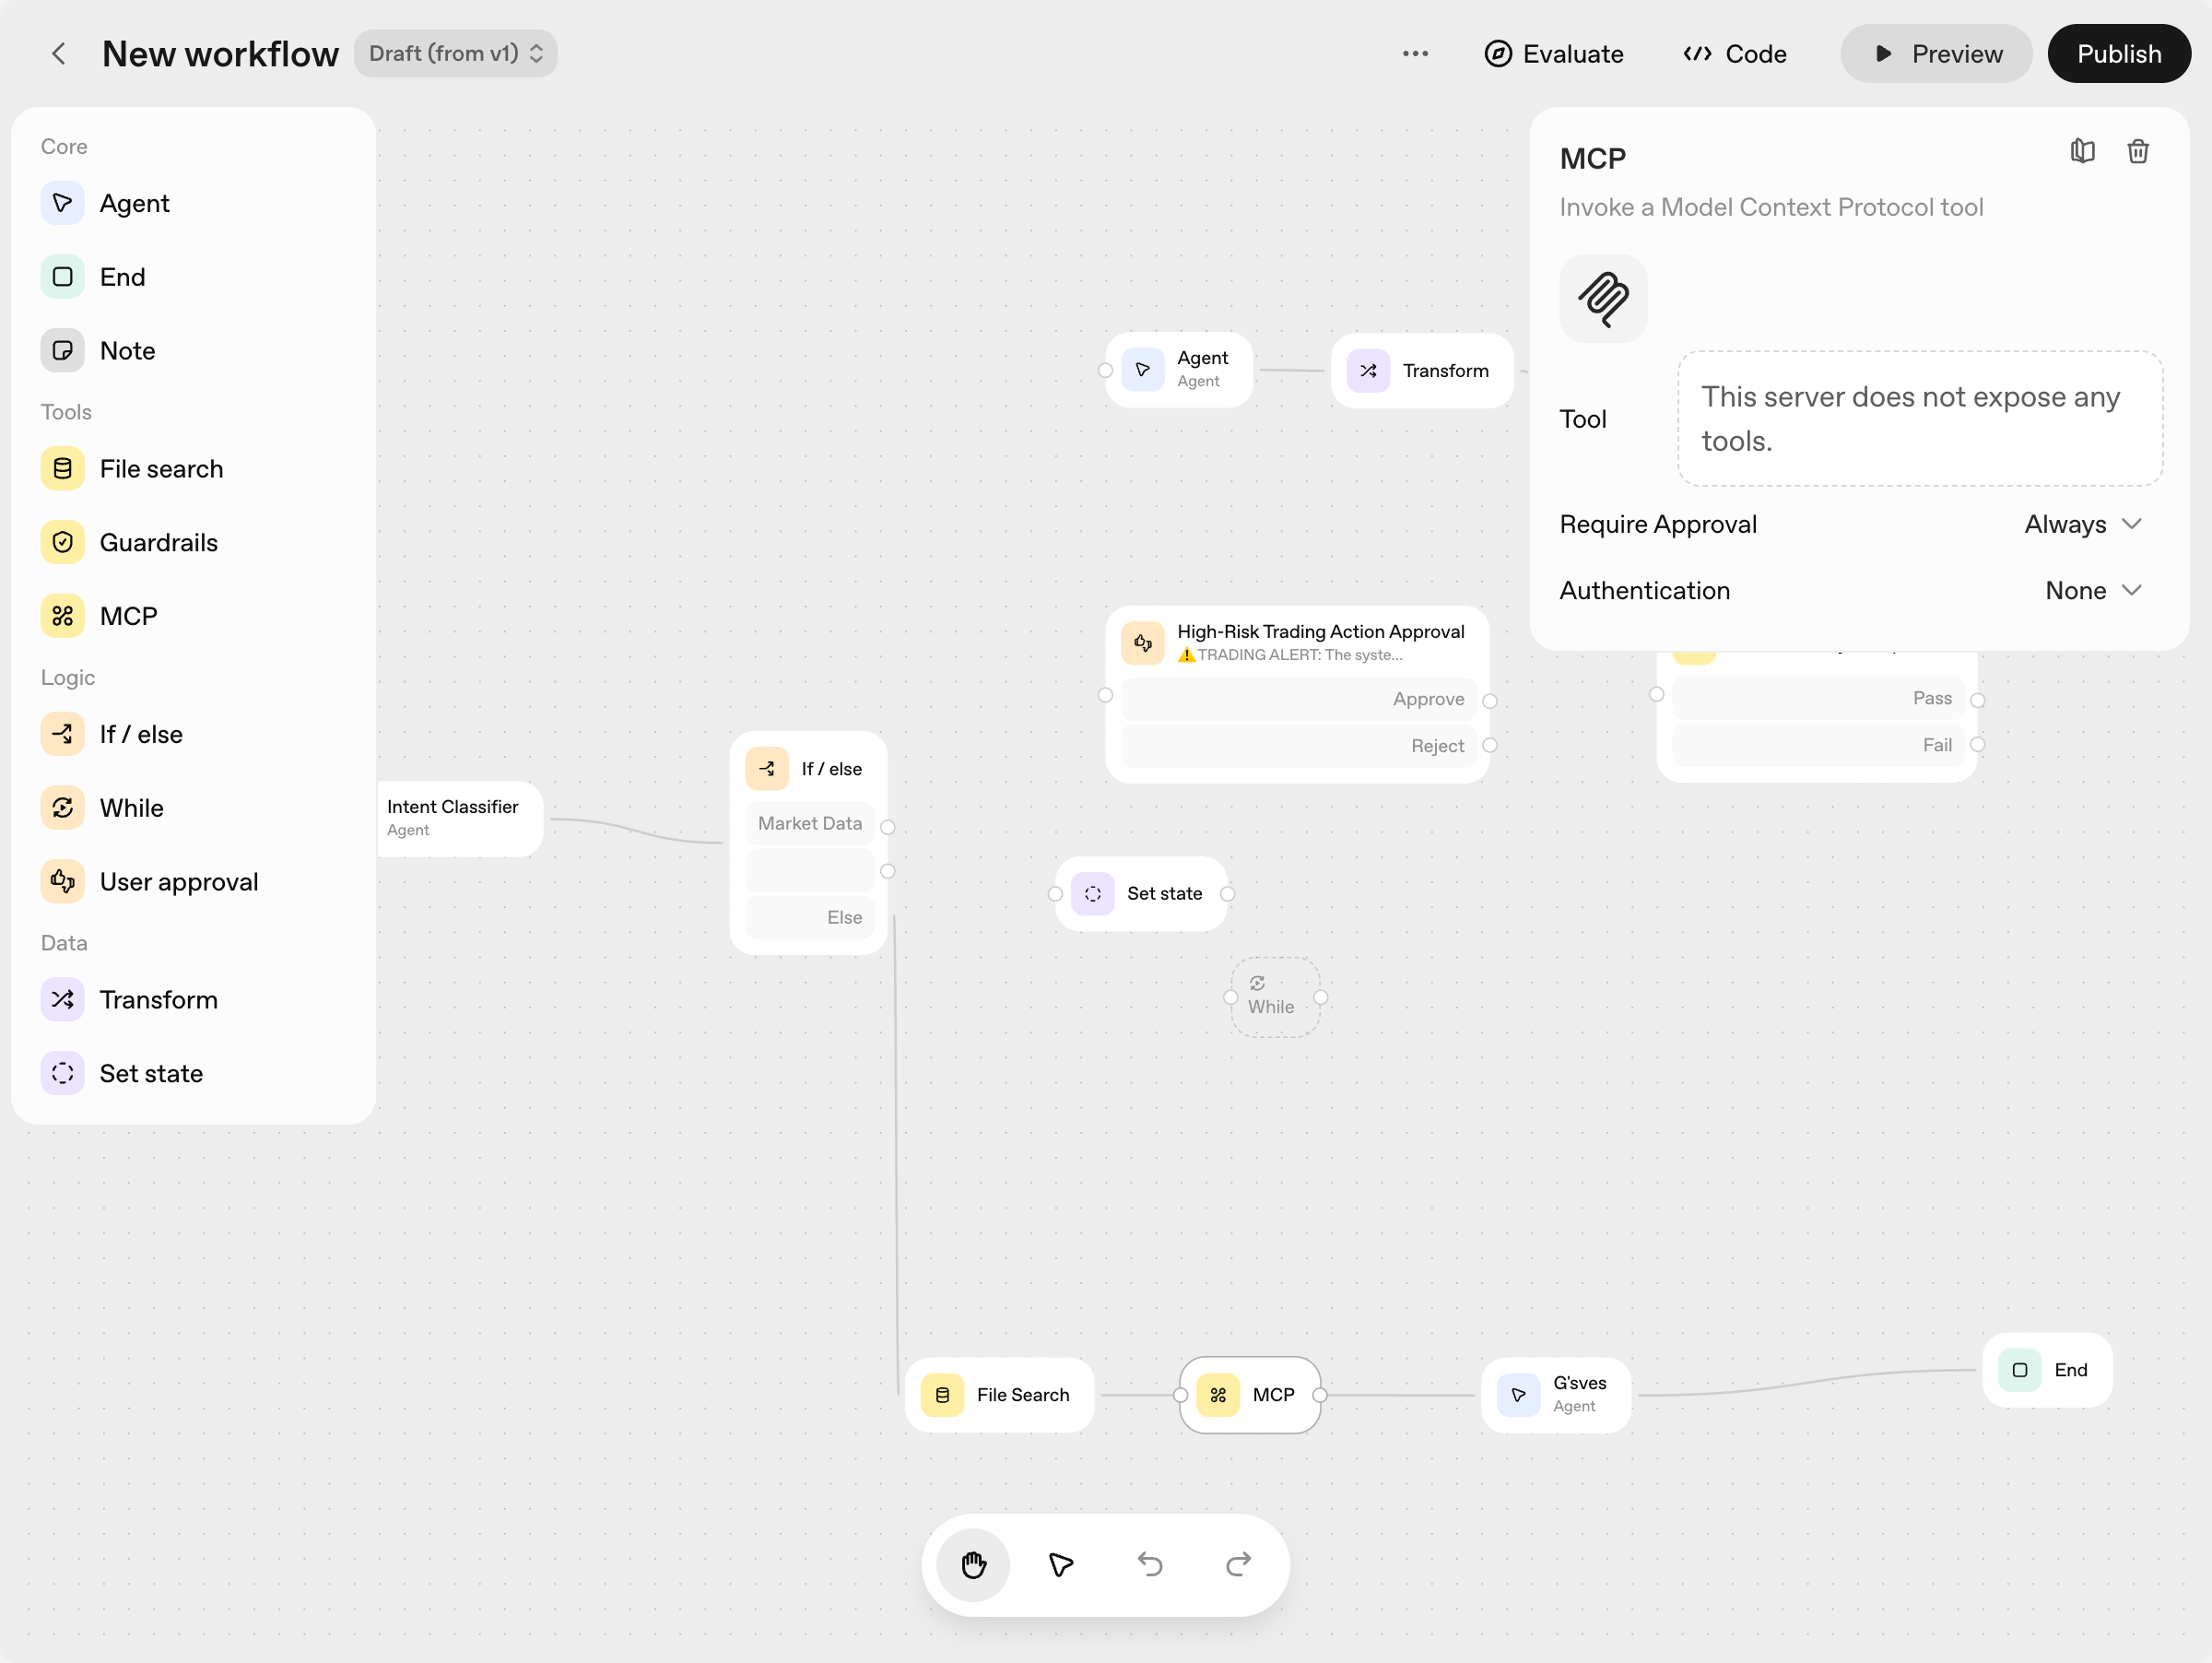 New workflow
Draft (from v1)
Evaluate
Code
Preview
Publish
Core
Agent
End
Note
Tools
File search
Guardrails
MCP
Logic
If / else
While
User approval
Data
Transform
Set state
Intent Classifier
Agent
If / else
Market Data
Else
Agent
Agent
Transform
High-Risk Trading Action Approval
⚠️TRADING ALERT: The syste...
Approve
Reject
Set state
While
Pass
Fail
File Search
MCP
G'sves
Agent
End
MCP
Invoke a Model Context Protocol tool
Tool
This server does not expose any
tools.
Require Approval
Always
Authentication
None